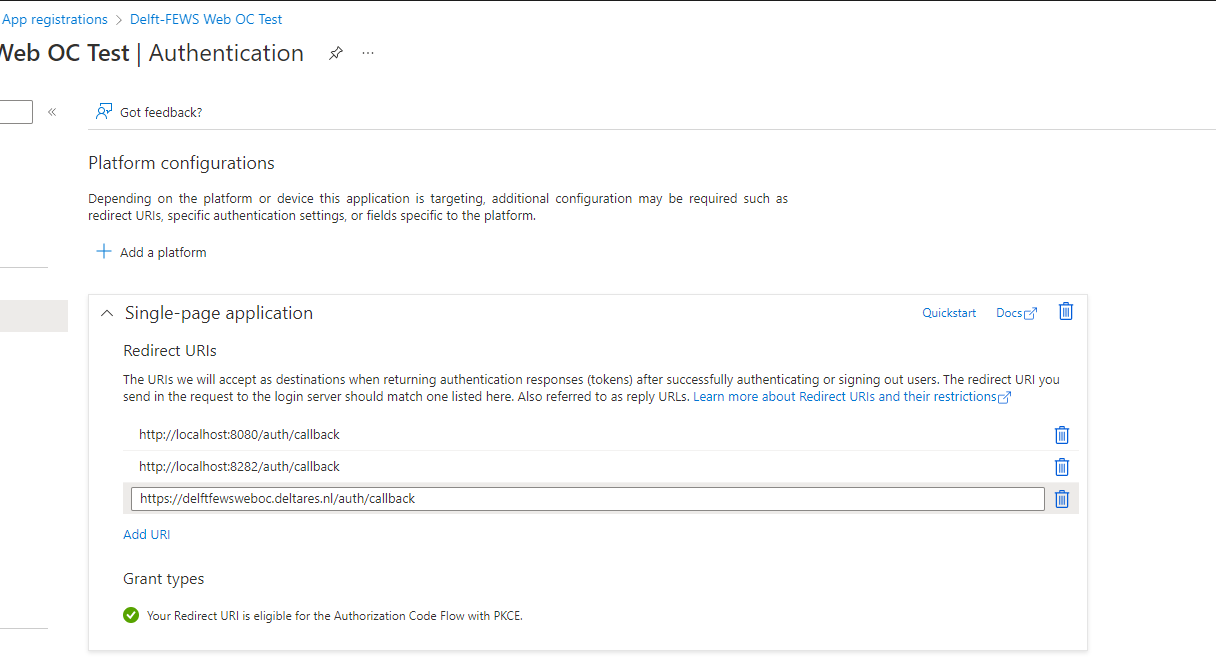 App registrations > Delft-FEWS Web OC Test
Web OC Test | Authentication
Got feedback?
Platform configurations
Depending on the platform or device this application is targeting, additional configuration may be required such as
redirect URIs, specific authentication settings, or fields specific to the platform.
Add a platform
Single-page application
Quickstart
Docs
Redirect URIs
The URIs we will accept as destinations when returning authentication responses (tokens) after successfully authenticating or signing out users. The redirect URI you
send in the request to the login server should match one listed here. Also referred to as reply URLs. Learn more about Redirect URIs and their restrictions
http://localhost:8080/auth/callback
http://localhost:8282/auth/callback
https://delftfewsweboc.deltares.nl/auth/callback
Add URI
Grant types
Your Redirect URI is eligible for the Authorization Code Flow with PKCE.